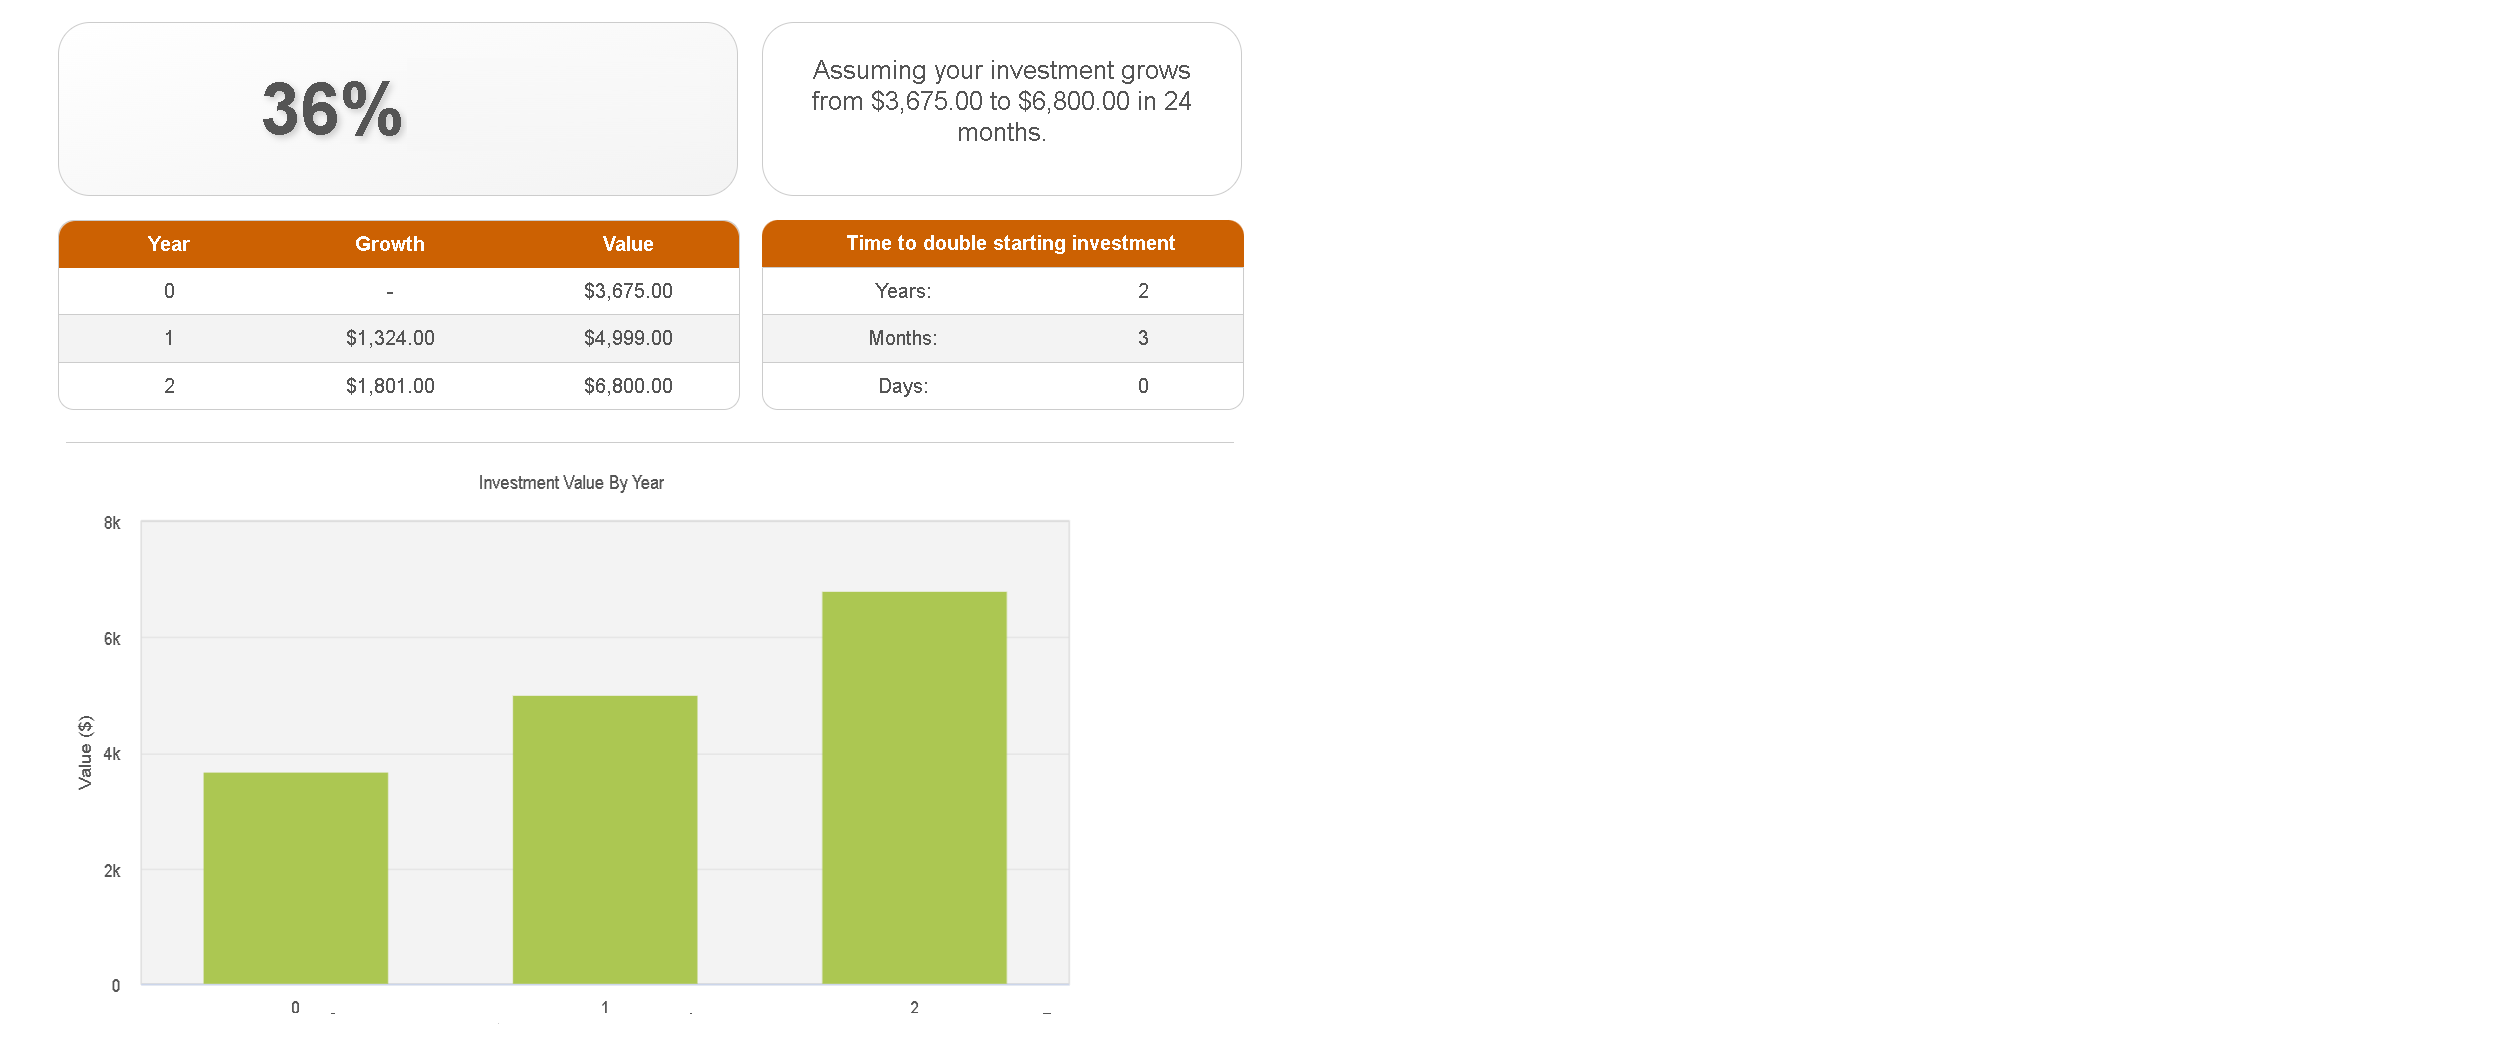 36%
Assuming your investment grows
from $3,675.00 to $6,800.00 in 24
months.
Year Growth Value
0 - $3,675.00
1 $1,324.00 $4,999.00
2 $1,801.00 $6,800.00
Time to double starting investment
Years: 2
Months: 3
Days: 0
Investment Value By Year
Value ($)
8k
6k
4k
2k
0
0 1 2